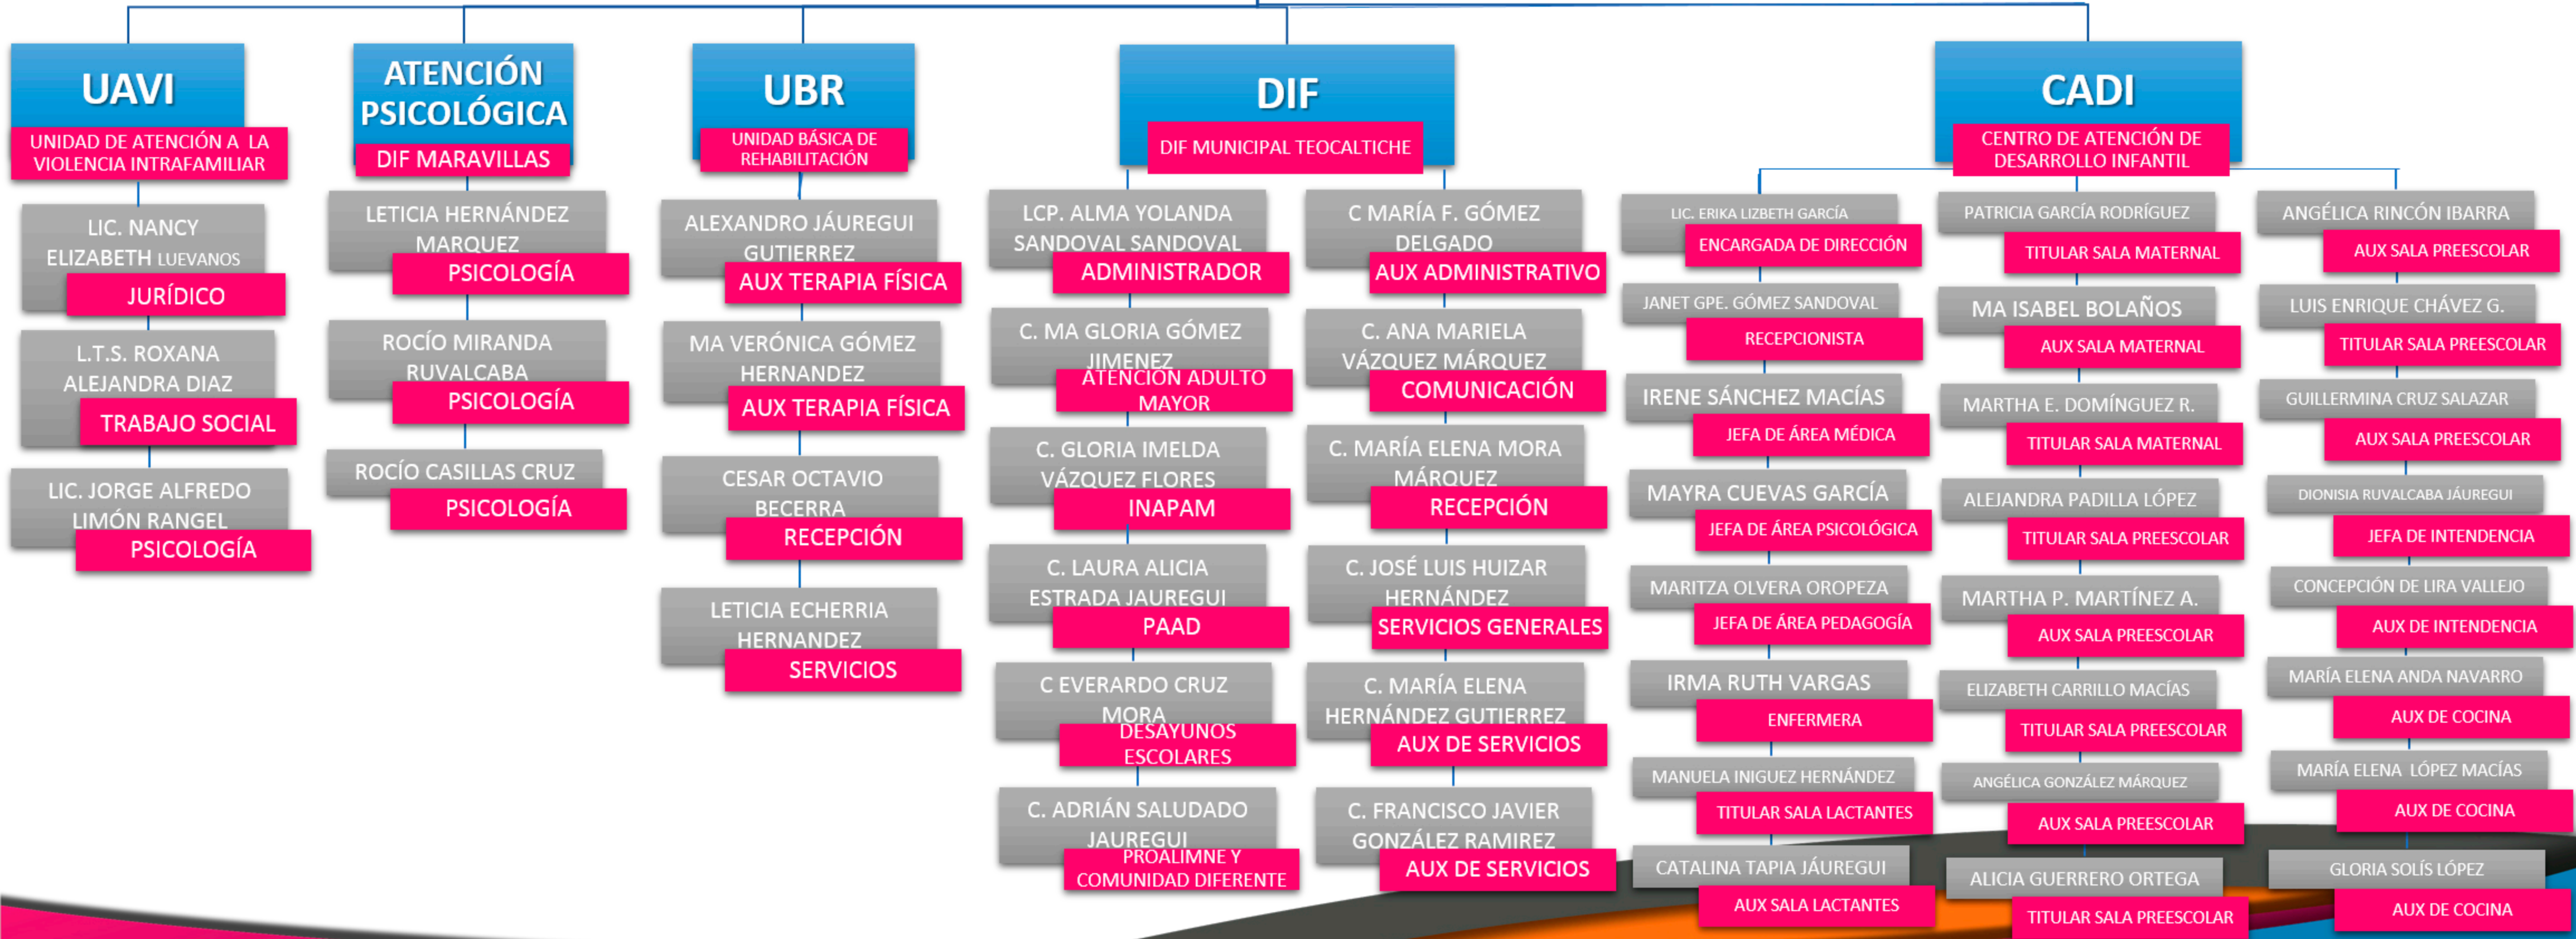 UAVI
UNIDAD DE ATENCIÓN A LA
VIOLENCIA INTRAFAMILIAR
LIC. NANCY
ELIZABETH LUEVANOS
JURÍDICO
L.T.S. ROXANA
ALEJANDRA DIAZ
TRABAJO SOCIAL
LIC. JORGE ALFREDO
LIMÓN RANGEL
PSICOLOGÍA
ATENCIÓN
PSICOLÓGICA
DIF MARAVILLAS
LETICIA HERNÁNDEZ
MARQUEZ
PSICOLOGÍA
ROCÍO MIRANDA
RUVALCABA
PSICOLOGÍA
ROCÍO CASILLAS CRUZ
PSICOLOGÍA
UBR
UNIDAD BÁSICA DE
REHABILITACIÓN
ALEXANDRO JÁUREGUI
GUTIERREZ
AUX TERAPIA FÍSICA
MA VERÓNICA GÓMEZ
HERNANDEZ
AUX TERAPIA FÍSICA
CESAR OCTAVIO
BECERRA
RECEPCIÓN
LETICIA ECHERRIA
HERNANDEZ
SERVICIOS
DIF
DIF MUNICIPAL TEOCALTICHE
LCP. ALMA YOLANDA
SANDOVAL SANDOVAL
ADMINISTRADOR
C. MA GLORIA GÓMEZ
JIMENEZ
ATENCIÓN ADULTO
MAYOR
C. GLORIA IMELDA
VÁZQUEZ FLORES
INAPAM
C. LAURA ALICIA
ESTRADA JAUREGUI
PAAD
C EVERARDO CRUZ
MORA
DESAYUNOS
ESCOLARES
C. ADRIÁN SALUDADO
JAUREGUI
PROALIMNE Y
COMUNIDAD DIFERENTE
C MARÍA F. GÓMEZ
DELGADO
AUX ADMINISTRATIVO
C. ANA MARIELA
VÁZQUEZ MÁRQUEZ
COMUNICACIÓN
C. MARÍA ELENA MORA
MÁRQUEZ
RECEPCIÓN
C. JOSÉ LUIS HUIZAR
HERNÁNDEZ
SERVICIOS GENERALES
C. MARÍA ELENA
HERNÁNDEZ GUTIERREZ
AUX DE SERVICIOS
C. FRANCISCO JAVIER
GONZÁLEZ RAMIREZ
AUX DE SERVICIOS
CADI
CENTRO DE ATENCIÓN DE
DESARROLLO INFANTIL
LIC. ERIKA LIZBETH GARCÍA
ENCARGADA DE DIRECCIÓN
JANET GPE. GÓMEZ SANDOVAL
RECEPCIONISTA
IRENE SÁNCHEZ MACÍAS
JEFA DE ÁREA MÉDICA
MAYRA CUEVAS GARCÍA
JEFA DE ÁREA PSICOLÓGICA
MARITZA OLVERA OROPEZA
JEFA DE ÁREA PEDAGOGÍA
IRMA RUTH VARGAS
ENFERMERA
MANUELA INIGUEZ HERNÁNDEZ
TITULAR SALA LACTANTES
CATALINA TAPIA JÁUREGUI
AUX SALA LACTANTES
PATRICIA GARCÍA RODRÍGUEZ
TITULAR SALA MATERNAL
MA ISABEL BOLAÑOS
AUX SALA MATERNAL
MARTHA E. DOMÍNGUEZ R.
TITULAR SALA MATERNAL
ALEJANDRA PADILLA LÓPEZ
TITULAR SALA PREESCOLAR
MARTHA P. MARTÍNEZ A.
AUX SALA PREESCOLAR
ELIZABETH CARRILLO MACÍAS
TITULAR SALA PREESCOLAR
ANGÉLICA GONZÁLEZ MÁRQUEZ
AUX SALA PREESCOLAR
ALICIA GUERRERO ORTEGA
TITULAR SALA PREESCOLAR
ANGÉLICA RINCÓN IBARRA
AUX SALA PREESCOLAR
LUIS ENRIQUE CHÁVEZ G.
TITULAR SALA PREESCOLAR
GUILLERMINA CRUZ SALAZAR
AUX SALA PREESCOLAR
DIONISIA RUVALCABA JÁUREGUI
JEFA DE INTENDENCIA
CONCEPCIÓN DE LIRA VALLEJO
AUX DE INTENDENCIA
MARÍA ELENA ANDA NAVARRO
AUX DE COCINA
MARÍA ELENA LÓPEZ MACÍAS
AUX DE COCINA
GLORIA SOLÍS LÓPEZ
AUX DE COCINA